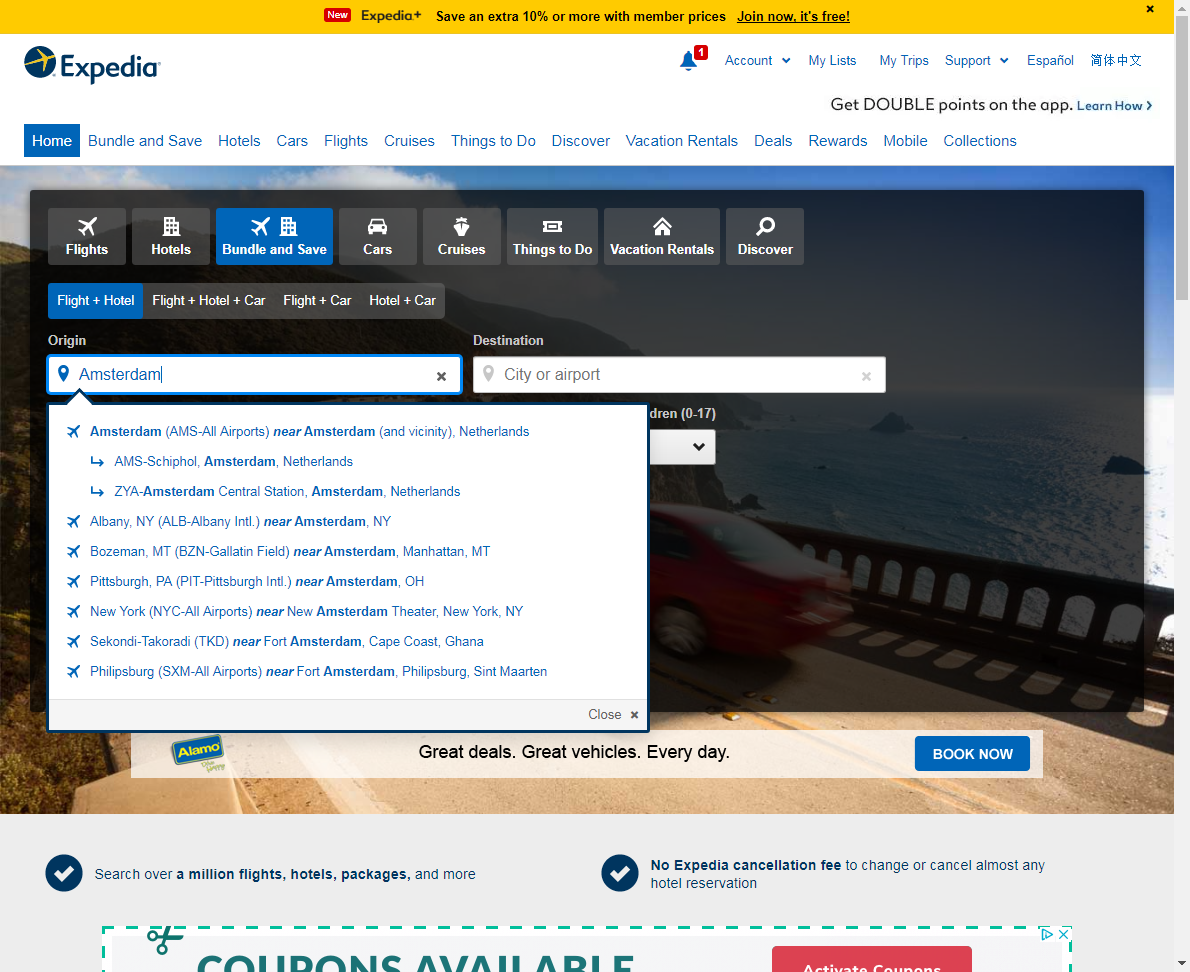 New Expedia+ Save an extra 10% or more with member prices Join now, it's free!
Expedia
1 Account My Lists My Trips Support Español 简体中文
Get DOUBLE points on the app. Learn How
Home Bundle and Save Hotels Cars Flights Cruises Things to Do Discover Vacation Rentals Deals Rewards Mobile Collections
Flights Hotels Bundle and Save Cars Cruises Things to Do Vacation Rentals Discover
Flight + Hotel Flight + Hotel + Car Flight + Car Hotel + Car
Origin Destination
Amsterdam City or airport
dren (0-17)
Amsterdam (AMS-All Airports) near Amsterdam (and vicinity), Netherlands
AMS-Schiphol, Amsterdam, Netherlands
ZYA-Amsterdam Central Station, Amsterdam, Netherlands
Albany, NY (ALB-Albany Intl.) near Amsterdam, NY
Bozeman, MT (BZN-Gallatin Field) near Amsterdam, Manhattan, MT
Pittsburgh, PA (PIT-Pittsburgh Intl.) near Amsterdam, OH
New York (NYC-All Airports) near New Amsterdam Theater, New York, NY
Sekondi-Takoradi (TKD) near Fort Amsterdam, Cape Coast, Ghana
Philipsburg (SXM-All Airports) near Fort Amsterdam, Philipsburg, Sint Maarten
Close
Alamo Great deals. Great vehicles. Every day. BOOK NOW
Search over a million flights, hotels, packages, and more
No Expedia cancellation fee to change or cancel almost any
hotel reservation
COUPONS AVAILABLE
Activate Coupons